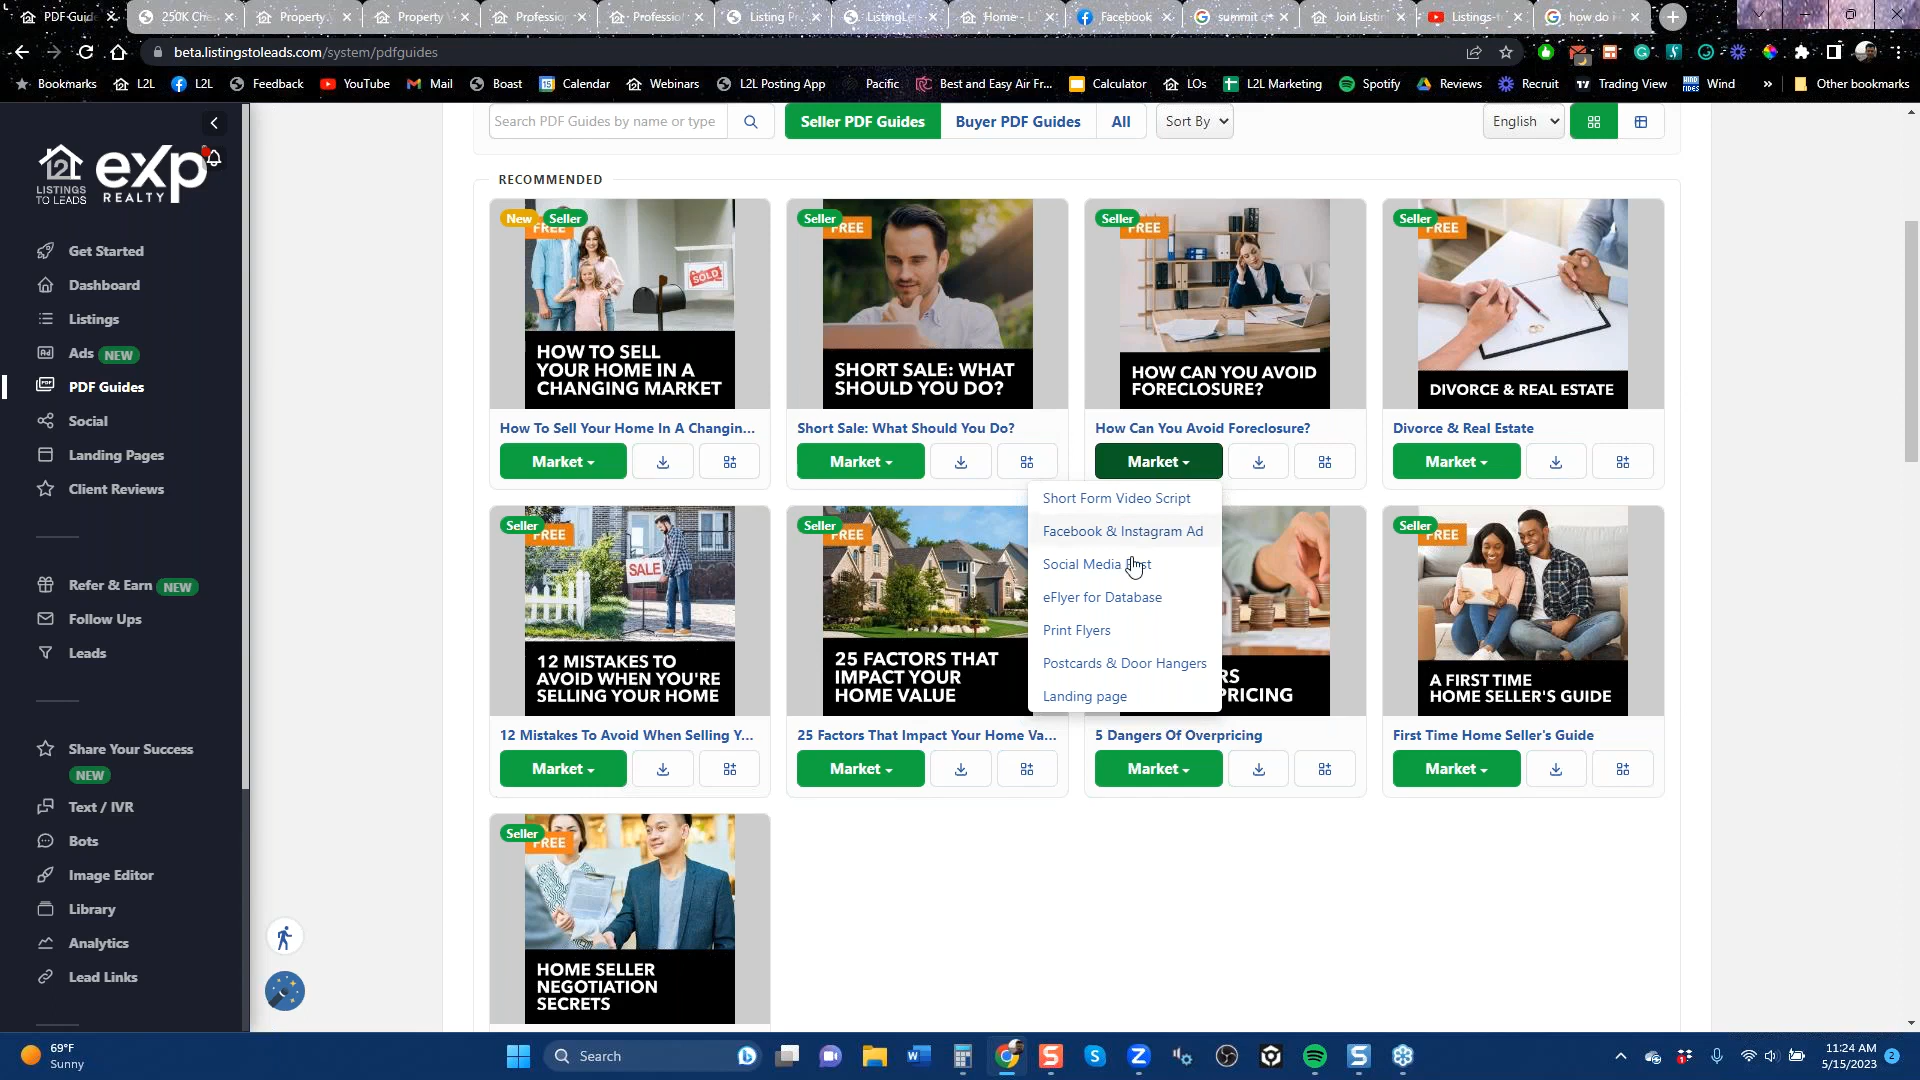 PDF Guid
250K Che
Property
Property
Professio
Professio
Listing P
ListingLe
Home - L
Facebook
summit
Join Listin
Listings-t
how do
beta.listingstoleads.com/system/pdfguides
Bookmarks
L2L
L2L
Feedback
YouTube
Mail
Boast
Calendar
Webinars
L2L Posting App
Pacific
Best and Easy Air Fr...
Calculator
LOs
L2L Marketing
Spotify
Reviews
Recruit
Trading View
Wind
»
Other bookmarks
LISTINGS
TO LEADS
eXp
REALTY
Get Started
Dashboard
Listings
Ads NEW
PDF Guides
Social
Landing Pages
Client Reviews
Refer & Earn NEW
Follow Ups
Leads
Share Your Success
NEW
Text / IVR
Bots
Image Editor
Library
Analytics
Lead Links
Search PDF Guides by name or type
Seller PDF Guides
Buyer PDF Guides
All
Sort By
English
RECOMMENDED
New Seller
FREE
SOLD
HOW TO SELL
YOUR HOME IN A
CHANGING MARKET
How To Sell Your Home In A Changin...
Market
Seller
FREE
SHORT SALE: WHAT
SHOULD YOU DO?
Short Sale: What Should You Do?
Market
Seller
FREE
HOW CAN YOU AVOID
FORECLOSURE?
How Can You Avoid Foreclosure?
Market
Seller
FREE
DIVORCE & REAL ESTATE
Divorce & Real Estate
Market
Short Form Video Script
Facebook & Instagram Ad
Social Media
eFlyer for Database
Print Flyers
Postcards & Door Hangers
Landing page
Seller
FREE
SALE
12 MISTAKES TO
AVOID WHEN YOU'RE
SELLING YOUR HOME
12 Mistakes To Avoid When Selling Y...
Market
Seller
FREE
25 FACTORS THAT
IMPACT YOUR
HOME VALUE
25 Factors That Impact Your Home Va...
Market
RS
PRICING
5 Dangers Of Overpricing
Market
Seller
FREE
A FIRST TIME
HOME SELLER'S GUIDE
First Time Home Seller's Guide
Market
Seller
FREE
HOME SELLER
NEGOTIATION
SECRETS
69°F
Sunny
Search
11:24 AM
5/15/2023
2